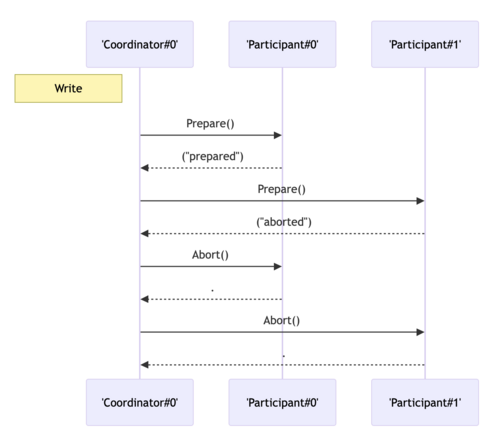 'Coordinator#0' 'Participant#0' 'Participant#1'
Write
Prepare()
("prepared")
Prepare()
("aborted")
Abort()
.
Abort()
.
'Coordinator#0' 'Participant#0' 'Participant#1'